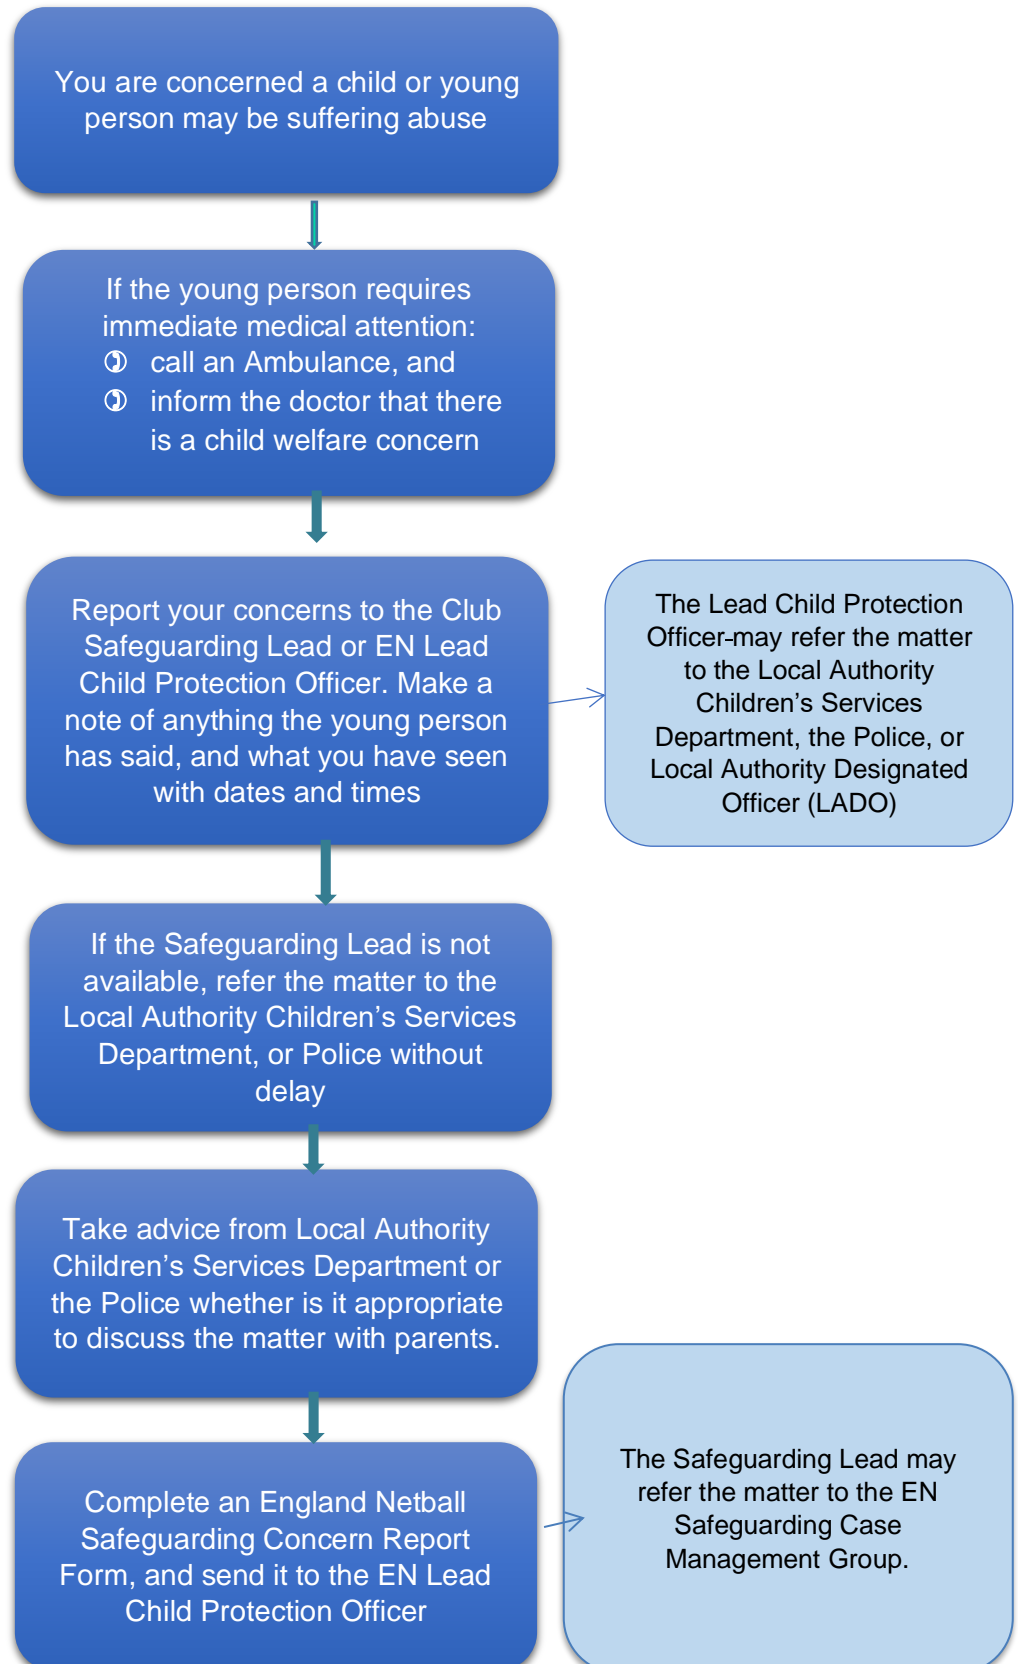 You are concerned a child or young
person may be suffering abuse
If the young person requires
immediate medical attention:
call an Ambulance, and
inform the doctor that there
is a child welfare concern
Report your concerns to the Club
Safeguarding Lead or EN Lead
Child Protection Officer. Make a
note of anything the young person
has said, and what you have seen
with dates and times
The Lead Child Protection
Officer-may refer the matter
to the Local Authority
Children’s Services
Department, the Police, or
Local Authority Designated
Officer (LADO)
If the Safeguarding Lead is not
available, refer the matter to the
Local Authority Children’s Services
Department, or Police without
delay
Take advice from Local Authority
Children’s Services Department or
the Police whether is it appropriate
to discuss the matter with parents.
Complete an England Netball
Safeguarding Concern Report
Form, and send it to the EN Lead
Child Protection Officer
The Safeguarding Lead may
refer the matter to the EN
Safeguarding Case
Management Group.